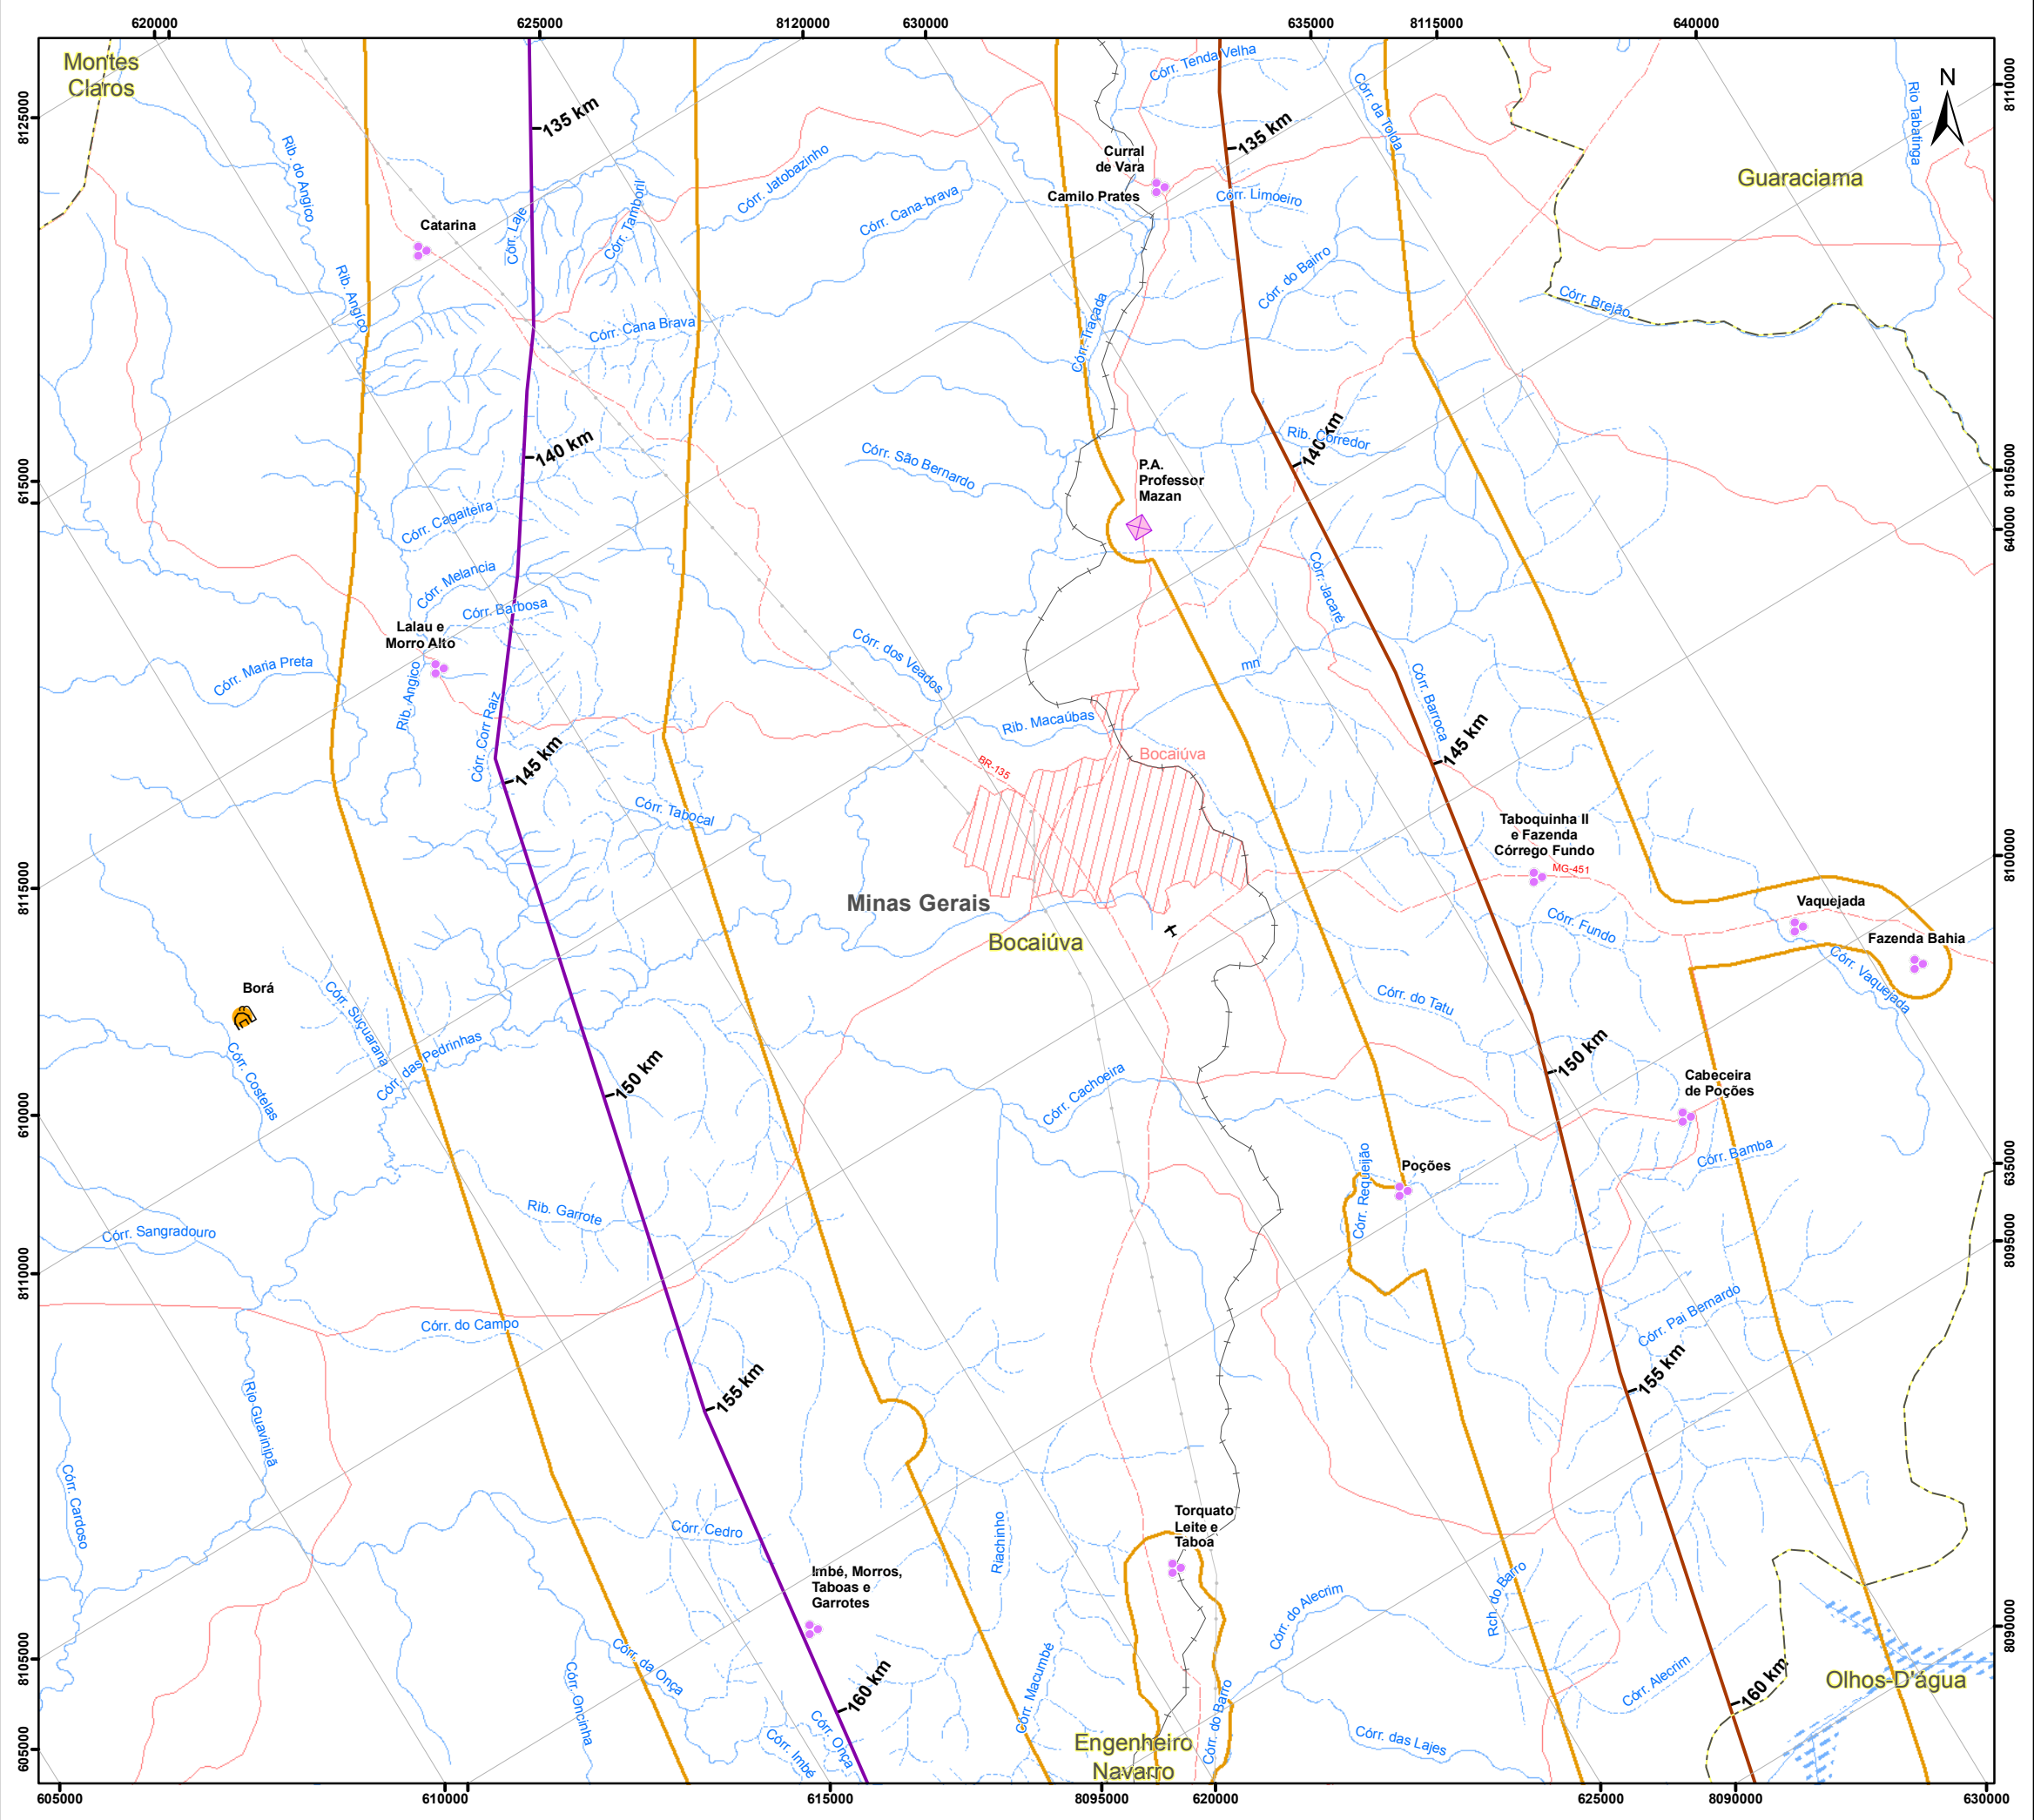 620000
625000
8120000
630000
635000
8115000
640000
Montes
Claros
N
8125000
8110000
615000
8115000
610000
8110000
8105000
605000
8105000
640000
8100000
635000
8095000
8090000
605000
610000
615000
8095000
620000
625000
8090000
630000
Córr. Tenda Velha
Córr. da Tolda
Rio Tabatinga
135 km
135 km
Rib. do Angico
Curral
de Vara
Camilo Prates
Guaraciama
Córr. Jatobazinho
Córr. Cana-brava
Córr. Limoeiro
Catarina
Córr. Laje
Córr. Tamboril
Córr. do Bairro
Rib. Angico
Córr. Cana Brava
Córr. Traçada
Córr. Brejão
140 km
140 km
Rib. Corredor
Córr. São Bernardo
P.A.
Professor
Mazan
Córr. Cagaiteira
Córr. Melancia
Córr. Barbosa
Córr. Jacaré
Lalau e
Morro Alto
Córr. Maria Preta
Rib. Angico
Córr. dos Veados
mn
Córr. Barroca
Córr. Corr Raiz
Rib. Macaúbas
145 km
145 km
Bocaiúva
BR-135
Córr. Tabocal
Taboquinha II
e Fazenda
Córrego Fundo
MG-451
Minas Gerais
Bocaiúva
Vaquejada
Córr. Fundo
Fazenda Bahia
Córr. Vaquejada
Borá
Córr. Suçuarana
Córr. do Tatu
Córr. Costelas
Córr. das Pedrinhas
150 km
150 km
Córr. Cachoeira
Cabeceira
de Poções
Córr. Bamba
Poções
Córr. Requeijão
Rib. Garrote
Córr. Sangradouro
Córr. do Campo
Córr. Pai Bernardo
155 km
155 km
Rio Guavinipã
Córr. Cardoso
Córr. Cedro
Riachinho
Torquato
Leite e
Taboa
Imbé, Morros,
Taboas e
Garrotes
Córr. do Alecrim
Rch. do Barro
Córr. da Onça
Córr. Oncinha
160 km
160 km
Córr. Onça
Córr. Imbé
Córr. Macumbé
Córr. do Barro
Córr. Alecrim
Córr. das Lajes
Olhos-D'água
Engenheiro
Navarro